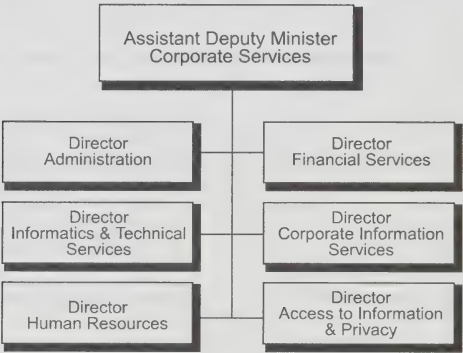 Assistant Deputy Minister
Corporate Services
Director
Administration
Director
Financial Services
Director
Informatics & Technical
Services
Director
Corporate Information
Services
Director
Human Resources
Director
Access to Information
& Privacy